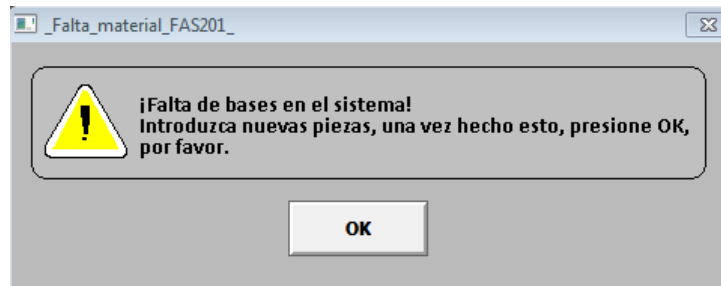 _Falta_material_FAS201_
¡Falta de bases en el sistema!
Introduzca nuevas piezas, una vez hecho esto, presione OK,
por favor.
OK